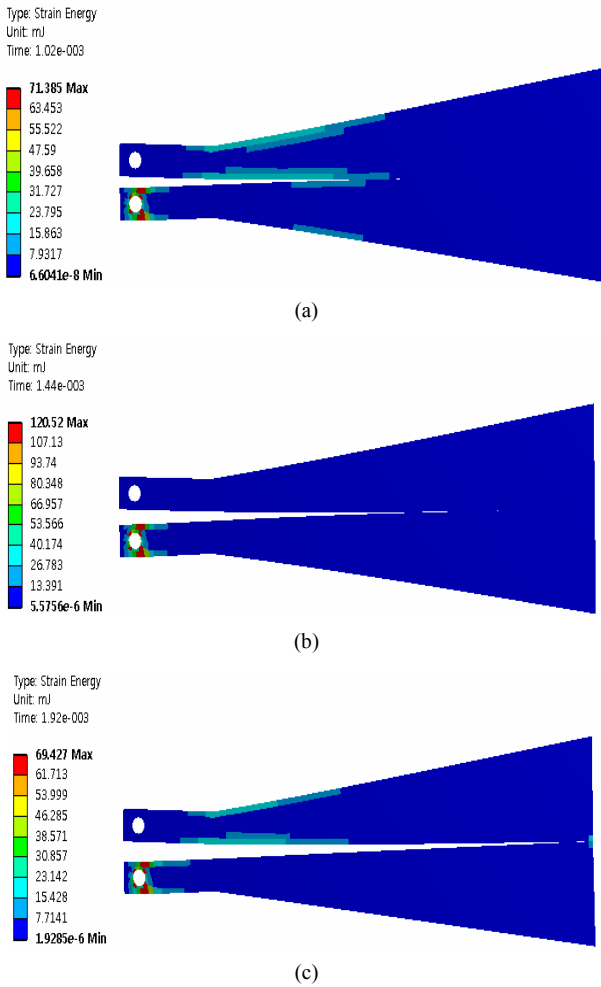 Type: Strain Energy
Unit: mJ
Time: 1.02e-003
71.385 Max
63.453
55.522
47.59
39.658
31.727
23.795
15.863
7.9317
6.6041e-8 Min
(a)
Type: Strain Energy
Unit: mJ
Time: 1.44e-003
120.52 Max
107.13
93.74
80.348
66.957
53.566
40.174
26.783
13.391
5.5756e-6 Min
(b)
Type: Strain Energy
Unit: mJ
Time: 1.92e-003
69.427 Max
61.713
53.999
46.285
38.571
30.857
23.142
15.428
7.7141
1.9285e-6 Min
(c)